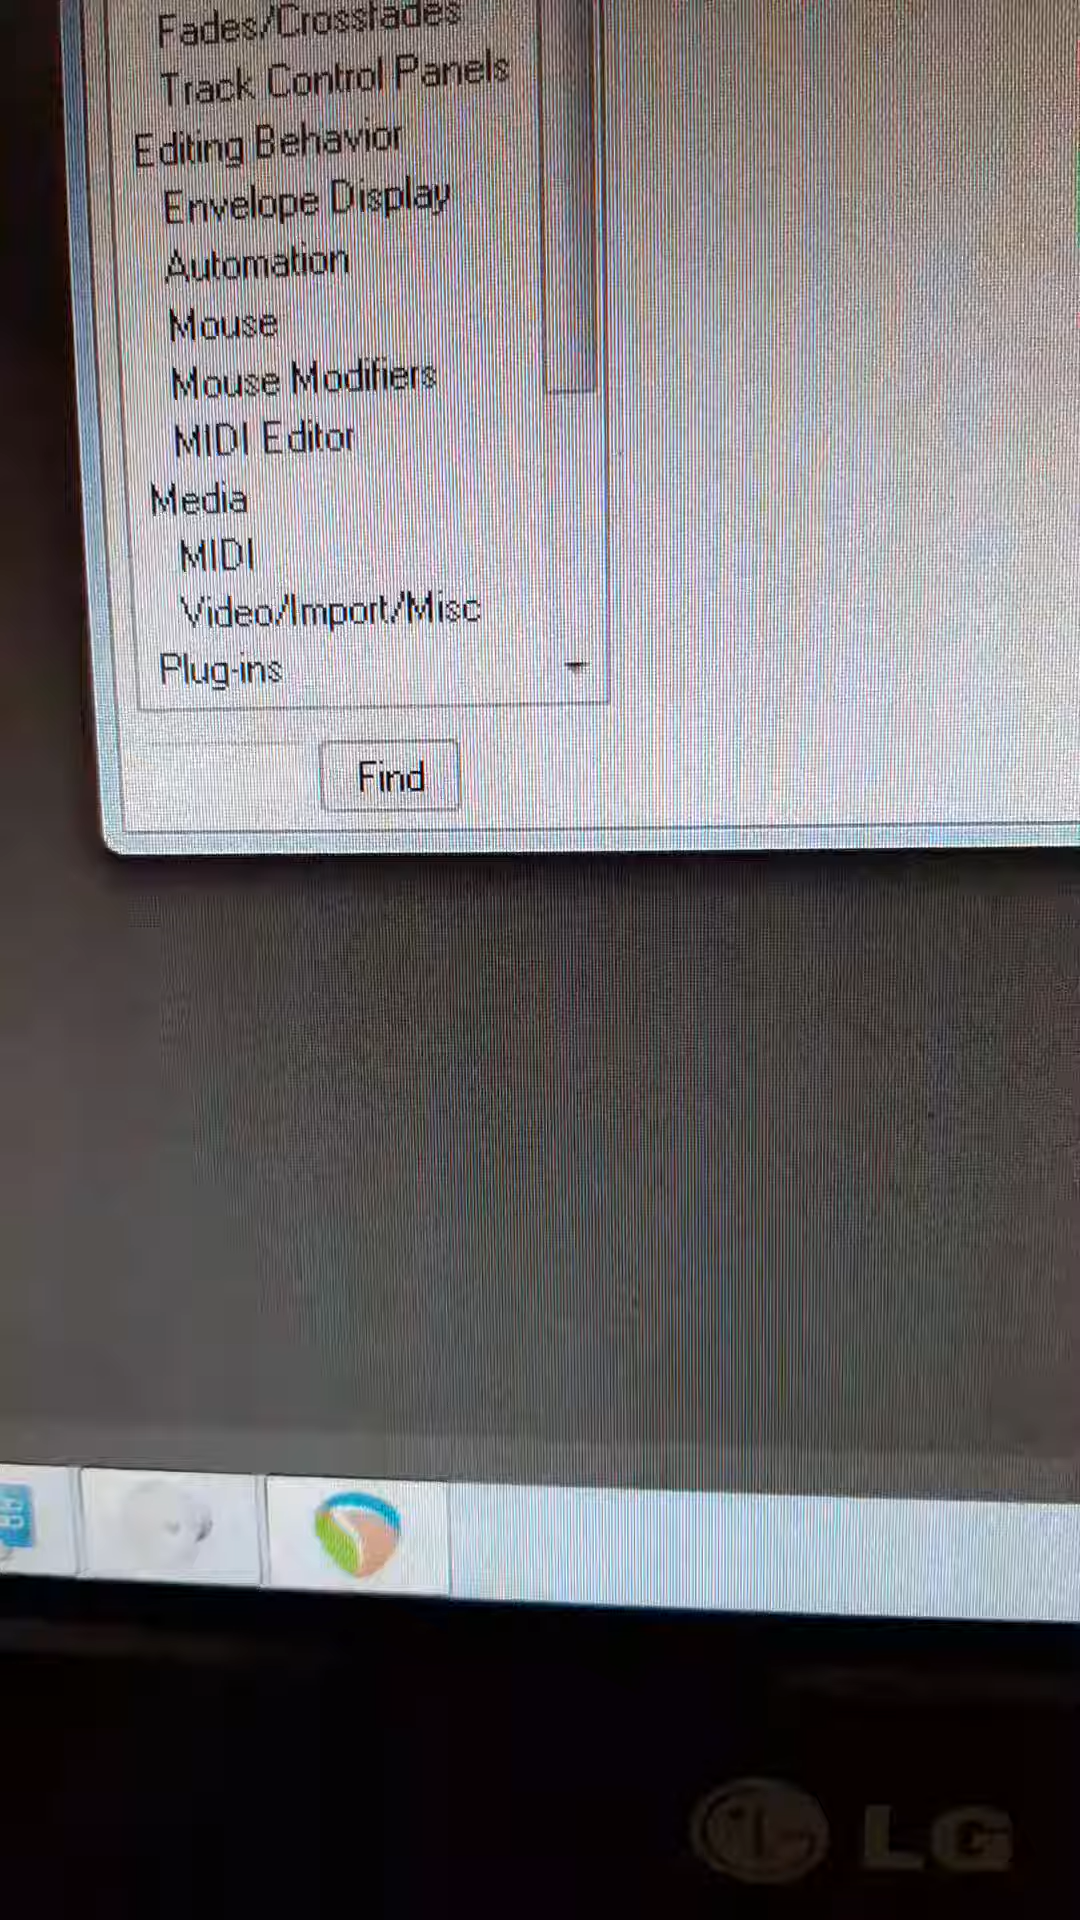 Fades/Crossfades
Track Control Panels
Editing Behavior
Envelope Display
Automation
Mouse
Mouse Modifiers
MIDI Editor
Media
MIDI
Video/Import/Misc
Plug-ins
Find
LG